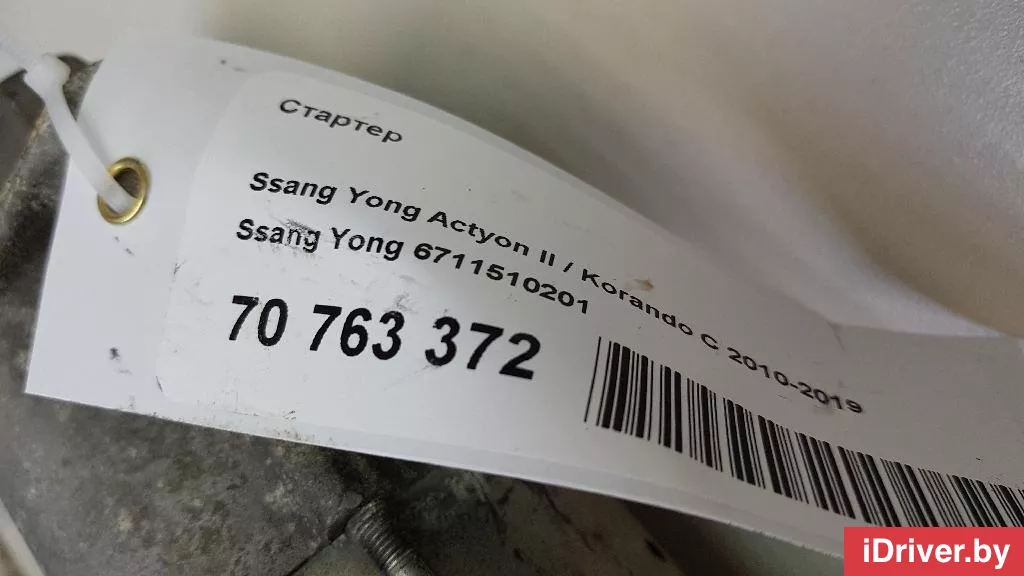 Стартер
Ssang Yong Actyon II / Korando C 2010-2019
Ssang Yong 6711510201
70 763 372
iDriver.by